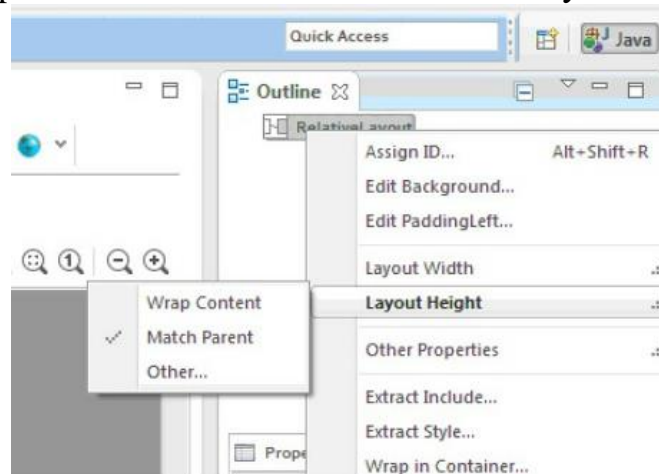 Quick Access
Java
Outline
RelativeLayout
Assign ID... Alt+Shift+R
Edit Background...
Edit PaddingLeft...
Layout Width
Layout Height
Wrap Content
Match Parent
Other...
Other Properties
Extract Include...
Extract Style...
Wrap in Container...
Prope